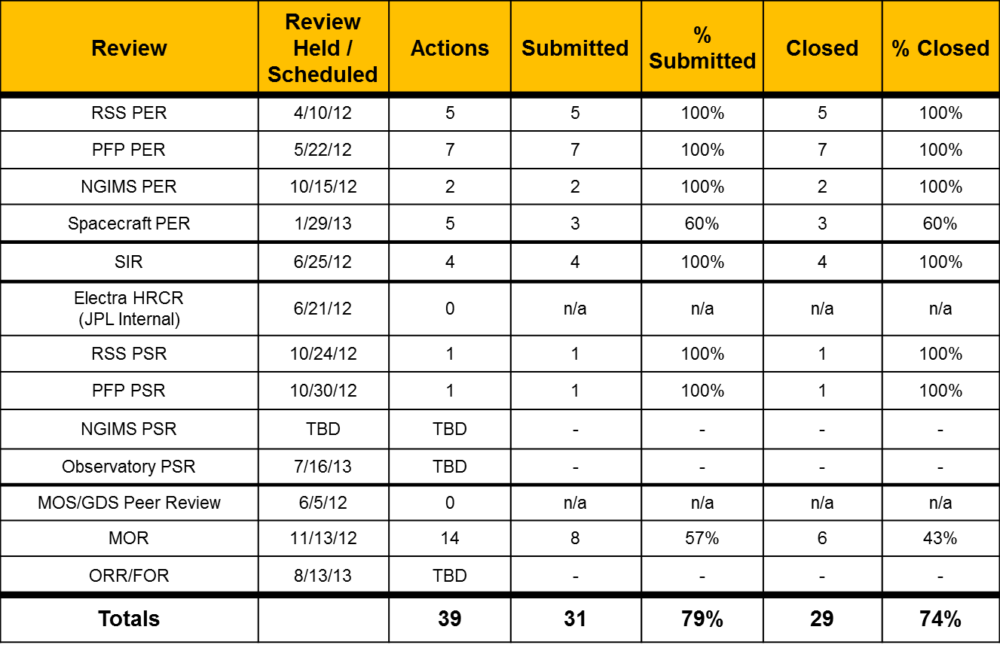 Review | Review Held / Scheduled | Actions | Submitted | % Submitted | Closed | % Closed
RSS PER | 4/10/12 | 5 | 5 | 100% | 5 | 100%
PFP PER | 5/22/12 | 7 | 7 | 100% | 7 | 100%
NGIMS PER | 10/15/12 | 2 | 2 | 100% | 2 | 100%
Spacecraft PER | 1/29/13 | 5 | 3 | 60% | 3 | 60%
SIR | 6/25/12 | 4 | 4 | 100% | 4 | 100%
Electra HRCR (JPL Internal) | 6/21/12 | 0 | n/a | n/a | n/a | n/a
RSS PSR | 10/24/12 | 1 | 1 | 100% | 1 | 100%
PFP PSR | 10/30/12 | 1 | 1 | 100% | 1 | 100%
NGIMS PSR | TBD | TBD | - | - | - | -
Observatory PSR | 7/16/13 | TBD | - | - | - | -
MOS/GDS Peer Review | 6/5/12 | 0 | n/a | n/a | n/a | n/a
MOR | 11/13/12 | 14 | 8 | 57% | 6 | 43%
ORR/FOR | 8/13/13 | TBD | - | - | - | -
Totals | | 39 | 31 | 79% | 29 | 74%